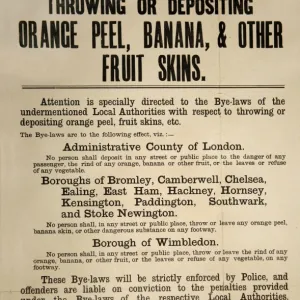 THROWING OR DEPOSITING
ORANGE PEEL, BANANA, & OTHER
FRUIT SKINS.
Attention is specially directed to the Bye-laws of the
undermentioned Local Authorities with respect to throwing or
depositing orange peel, fruit skins, etc.
The Bye-laws are to the following effect, viz.:—
Administrative County of London.
No person shall deposit in any street or public place to the danger of any
passenger, the rind of any orange, banana or other fruit, or the leaves or refuse
of any vegetable.
Boroughs of Bromley, Camberwell, Chelsea,
Ealing, East Ham, Hackney, Hornsey,
Kensington, Paddington, Southwark,
and Stoke Newington.
No person shall, in any street or public place, throw or leave any orange peel,
banana skin, or other dangerous substance on any footway.
Borough of Wimbledon.
No person shall, in any street or public place, throw or leave the rind of any
orange, banana, or other fruit, or the leaves or refuse of any vegetable, on any
footway.
These Bye-laws will be strictly enforced by Police, and
offenders are liable on conviction to the penalties provided
under the Bye-laws of the respective Local Authorities